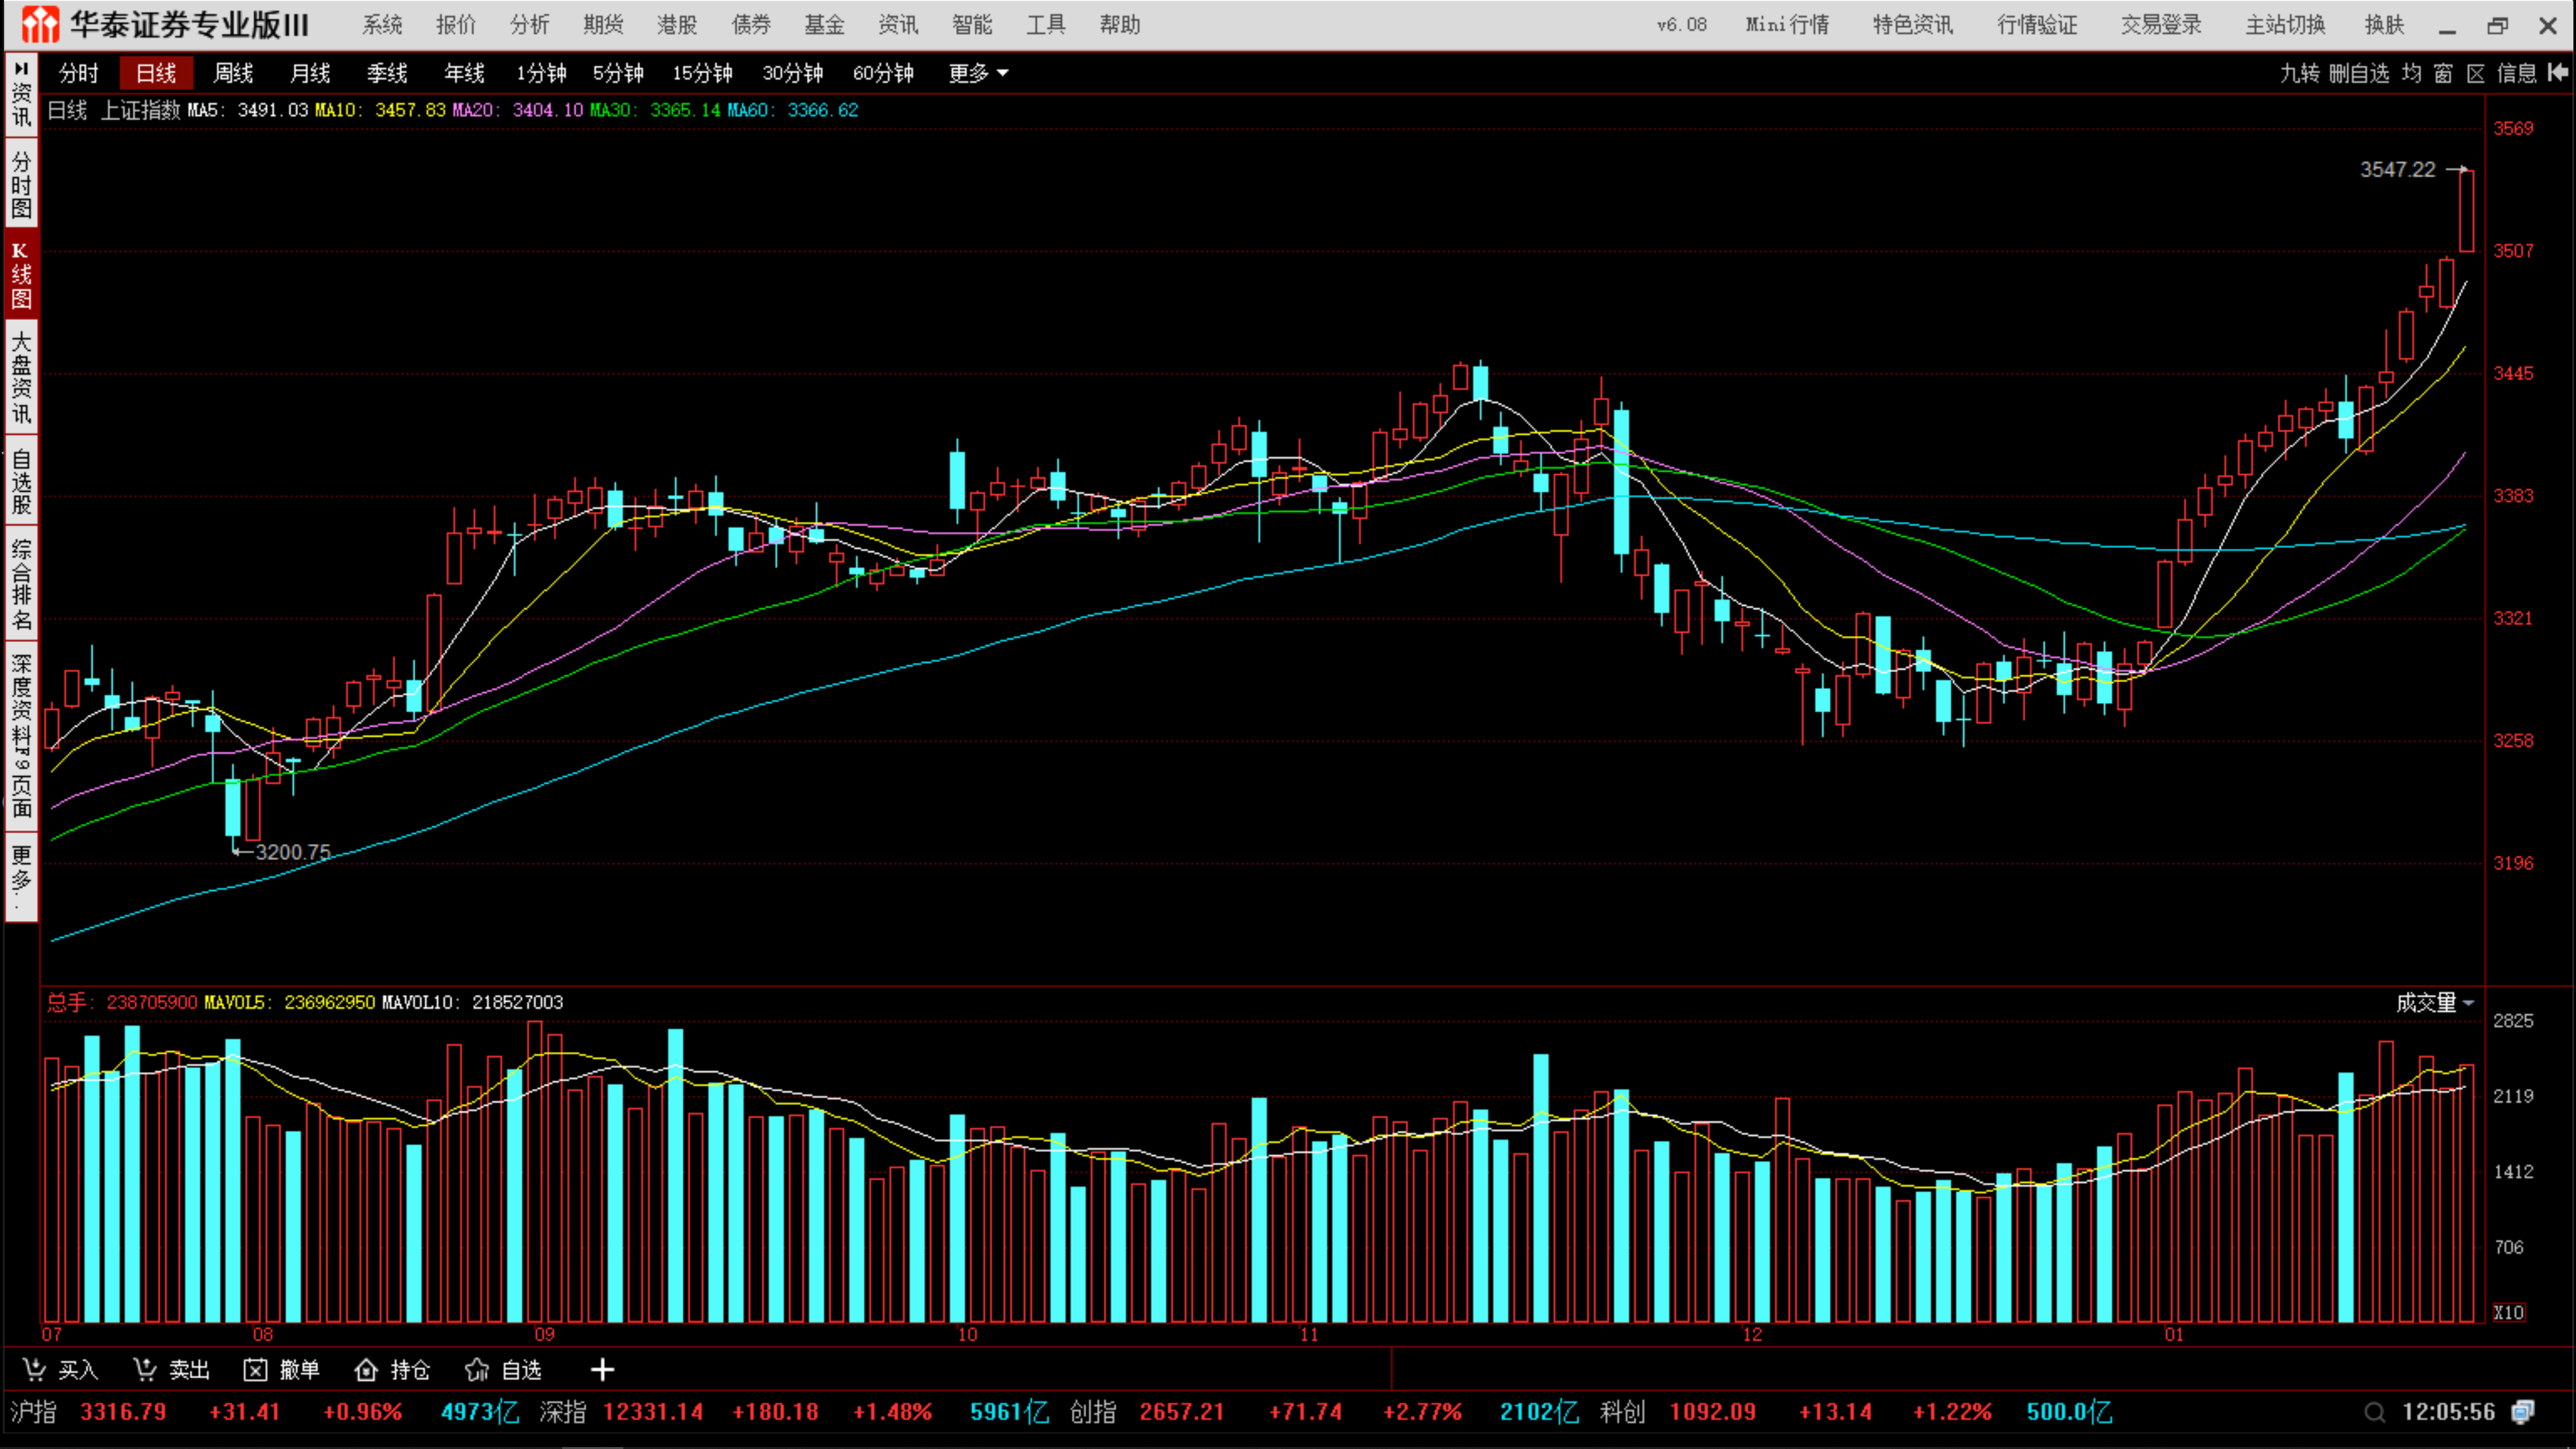 华泰证券专业版III 系统 报价 分析 期货 港股 债券 基金 资讯 智能 工具 帮助 v6.08 Mini行情 特色资讯 行情验证 交易登录 主站切换 换肤
分时 日线 周线 月线 季线 年线 1分钟 5分钟 15分钟 30分钟 60分钟 更多 九转 删自选 均 窗 区 信息
资讯
分时图
K线图
大盘资讯
自选股
综合排名
深度资料F9页面
更多..
日线 上证指数 MA5: 3491.03 MA10: 3457.83 MA20: 3404.10 MA30: 3365.14 MA60: 3366.62
3569
3547.22
3507
3445
3383
3321
3258
3200.75
3196
总手: 238705900 MAVOL5: 236962950 MAVOL10: 218527003 成交量
2825
2119
1412
706
X10
07 08 09 10 11 12 01
买入 卖出 撤单 持仓 自选
沪指 3316.79 +31.41 +0.96% 4973亿 深指 12331.14 +180.18 +1.48% 5961亿 创指 2657.21 +71.74 +2.77% 2102亿 科创 1092.09 +13.14 +1.22% 500.0亿 12:05:56